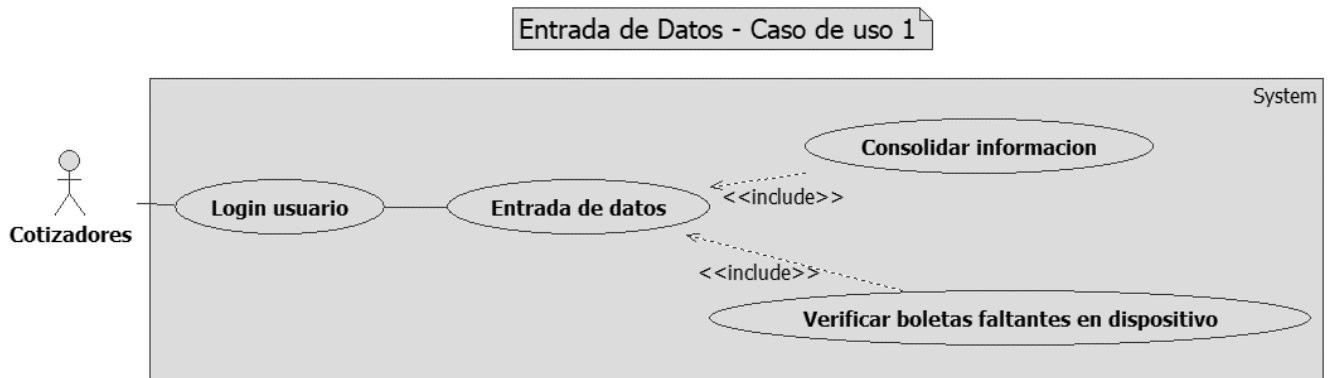 Entrada de Datos - Caso de uso 1
System
Consolidar informacion
<<include>>
Login usuario
Entrada de datos
Cotizadores
<<include>>
Verificar boletas faltantes en dispositivo